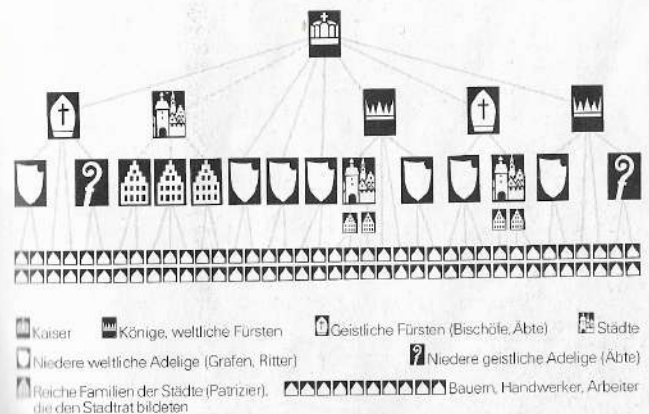 Kaiser Könige, weltliche Fürsten Geistliche Fürsten (Bischöfe, Äbte) Städte
Niedere weltliche Adelige (Grafen, Ritter) Niedere geistliche Adelige (Äbte)
Reiche Familien der Städte (Patrizier), Bauern, Handwerker, Arbeiter
die den Stadtrat bildeten